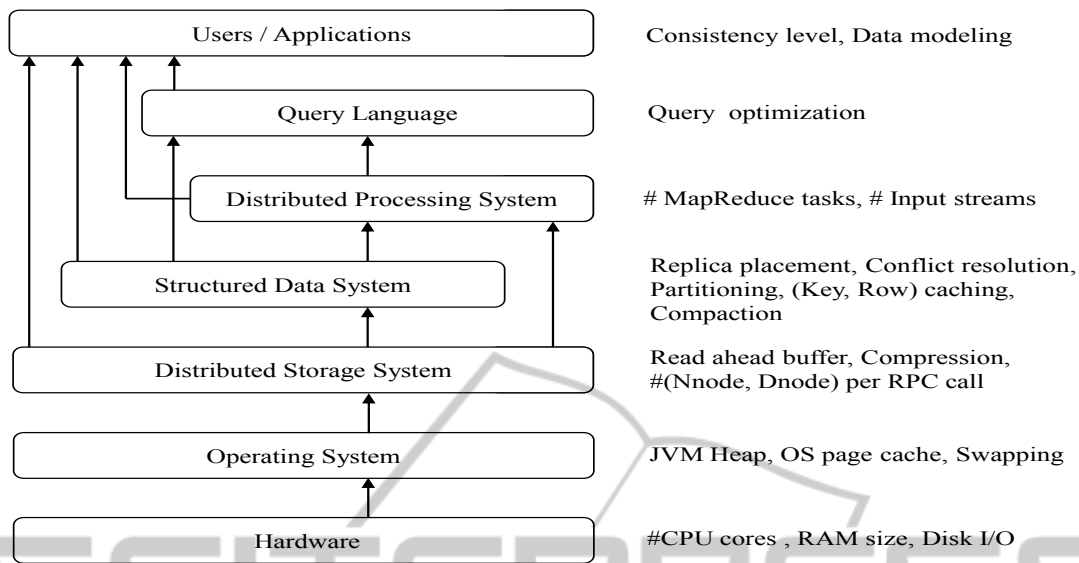 Users / Applications
Consistency level, Data modeling
Query Language
Query optimization
Distributed Processing System
# MapReduce tasks, # Input streams
Structured Data System
Replica placement, Conflict resolution,
Partitioning, (Key, Row) caching,
Compaction
Distributed Storage System
Read ahead buffer, Compression,
#(Nnode, Dnode) per RPC call
Operating System
JVM Heap, OS page cache, Swapping
Hardware
#CPU cores , RAM size, Disk I/O